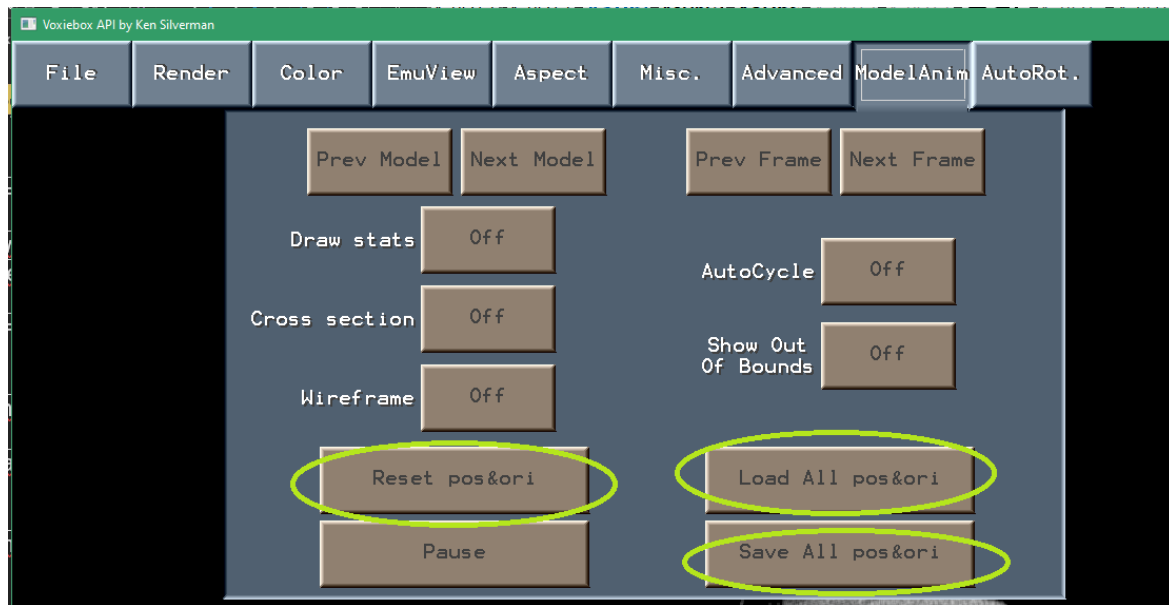 Voxiebox API by Ken Silverman
File Render Color EmuView Aspect Misc. Advanced ModelAnim AutoRot.
Prev Model Next Model Prev Frame Next Frame
Draw stats Off
AutoCycle Off
Cross section Off
Show Out
Of Bounds Off
Wireframe Off
Reset pos&ori Load All pos&ori
Pause Save All pos&ori